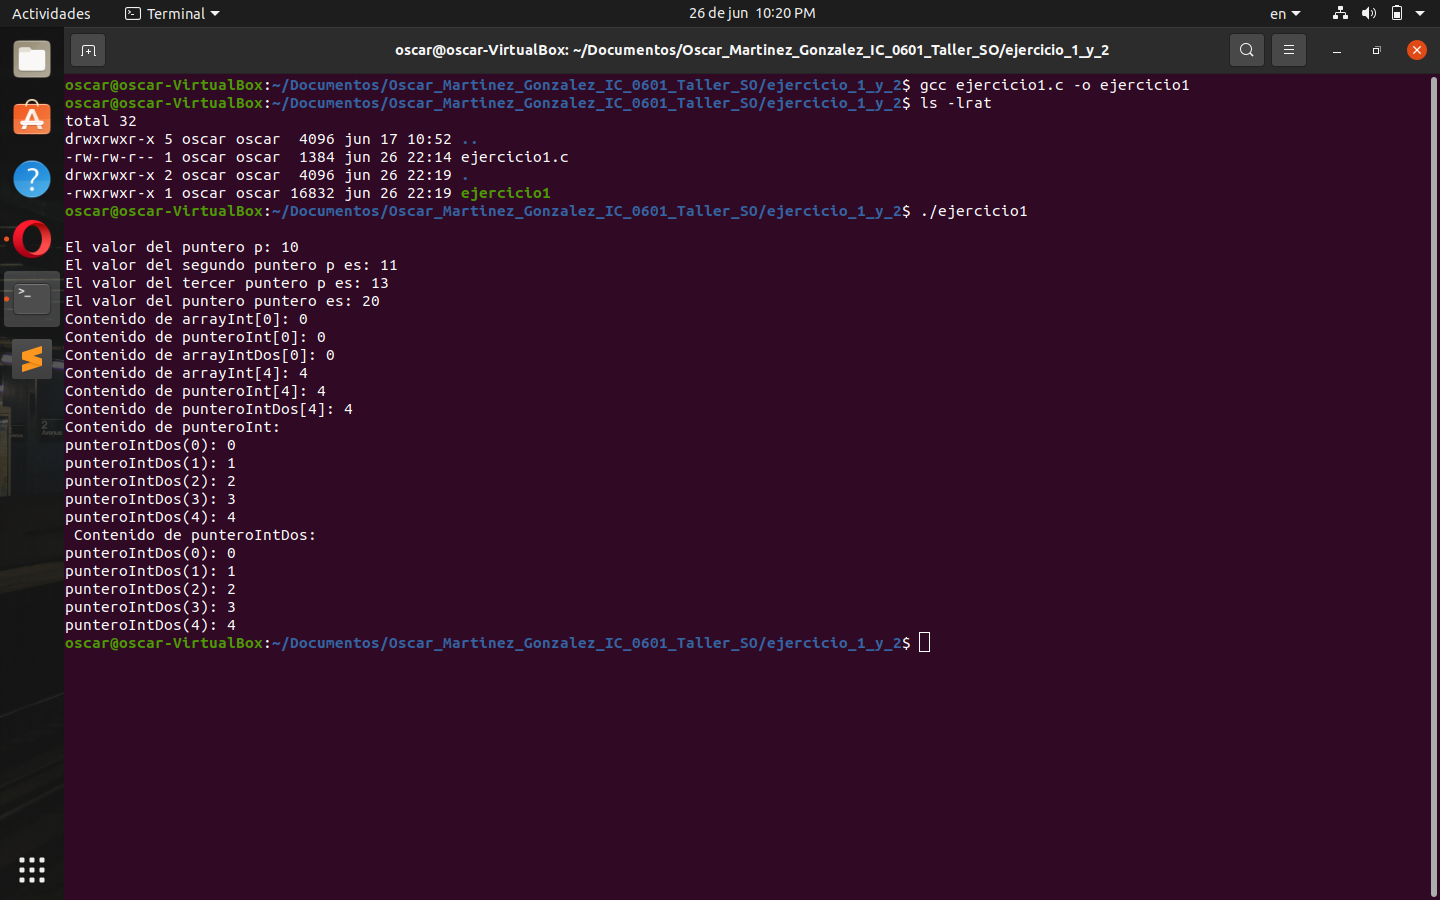 Actividades
Terminal
26 de jun 10:20 PM
en
oscar@oscar-VirtualBox: ~/Documentos/Oscar_Martinez_Gonzalez_IC_0601_Taller_SO/ejercicio_1_y_2
oscar@oscar-VirtualBox:~/Documentos/Oscar_Martinez_Gonzalez_IC_0601_Taller_SO/ejercicio_1_y_2$ gcc ejercicio1.c -o ejercicio1
oscar@oscar-VirtualBox:~/Documentos/Oscar_Martinez_Gonzalez_IC_0601_Taller_SO/ejercicio_1_y_2$ ls -lrat
total 32
drwxrwxr-x 5 oscar oscar  4096 jun 17 10:52 ..
-rw-rw-r-- 1 oscar oscar  1384 jun 26 22:14 ejercicio1.c
drwxrwxr-x 2 oscar oscar  4096 jun 26 22:19 .
-rwxrwxr-x 1 oscar oscar 16832 jun 26 22:19 ejercicio1
oscar@oscar-VirtualBox:~/Documentos/Oscar_Martinez_Gonzalez_IC_0601_Taller_SO/ejercicio_1_y_2$ ./ejercicio1
El valor del puntero p: 10
El valor del segundo puntero p es: 11
El valor del tercer puntero p es: 13
El valor del puntero puntero es: 20
Contenido de arrayInt[0]: 0
Contenido de punteroInt[0]: 0
Contenido de arrayIntDos[0]: 0
Contenido de arrayInt[4]: 4
Contenido de punteroInt[4]: 4
Contenido de punteroIntDos[4]: 4
Contenido de punteroInt:
punteroIntDos(0): 0
punteroIntDos(1): 1
punteroIntDos(2): 2
punteroIntDos(3): 3
punteroIntDos(4): 4
 Contenido de punteroIntDos:
punteroIntDos(0): 0
punteroIntDos(1): 1
punteroIntDos(2): 2
punteroIntDos(3): 3
punteroIntDos(4): 4
oscar@oscar-VirtualBox:~/Documentos/Oscar_Martinez_Gonzalez_IC_0601_Taller_SO/ejercicio_1_y_2$